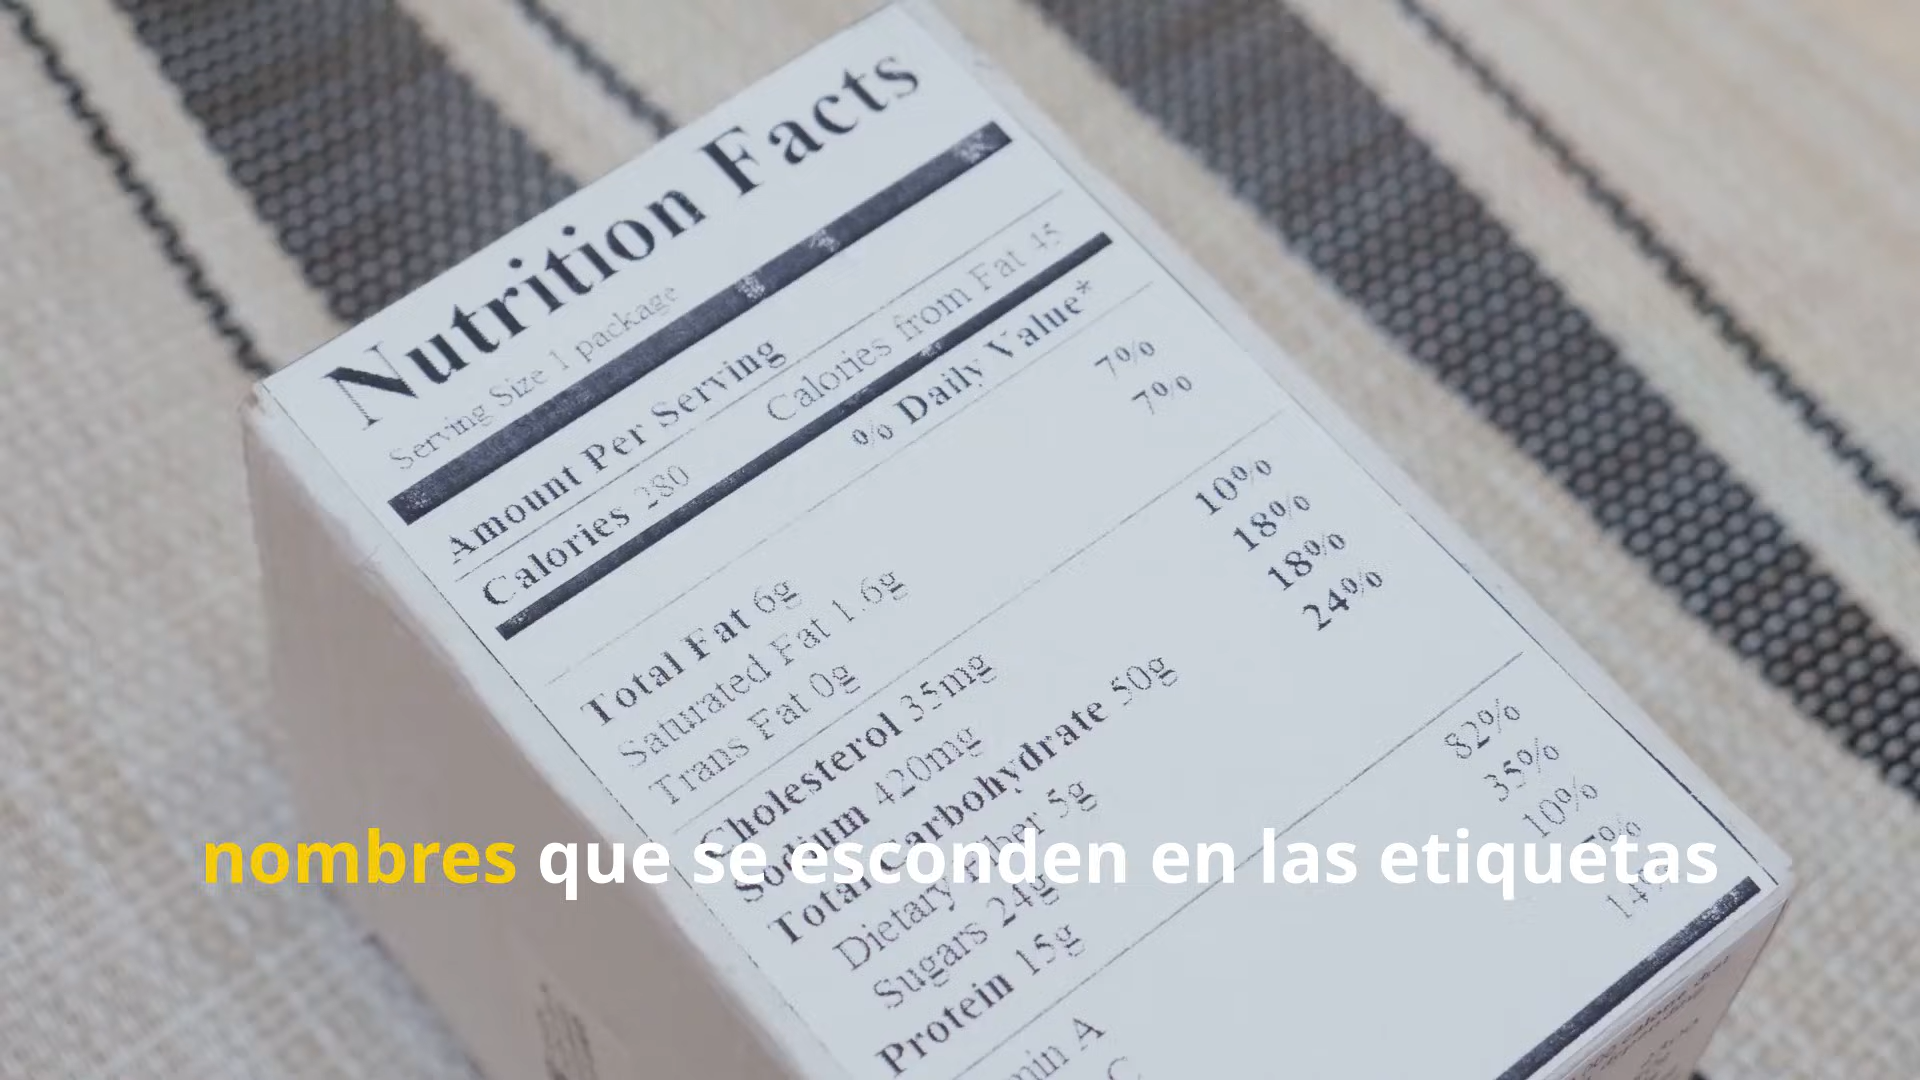 Nutrition Facts
Serving Size 1 package
Amount Per Serving
Calories 280 Calories from Fat 45
% Daily Value*
Total Fat 6g 7%
Saturated Fat 1.6g 7%
Trans Fat 0g
Cholesterol 35mg 10%
Sodium 420mg 18%
Total Carbohydrate 50g 18%
Dietary Fiber 5g 24%
Sugars 24g
Protein 15g 82%
35%
10%
14%
nombres que se esconden en las etiquetas